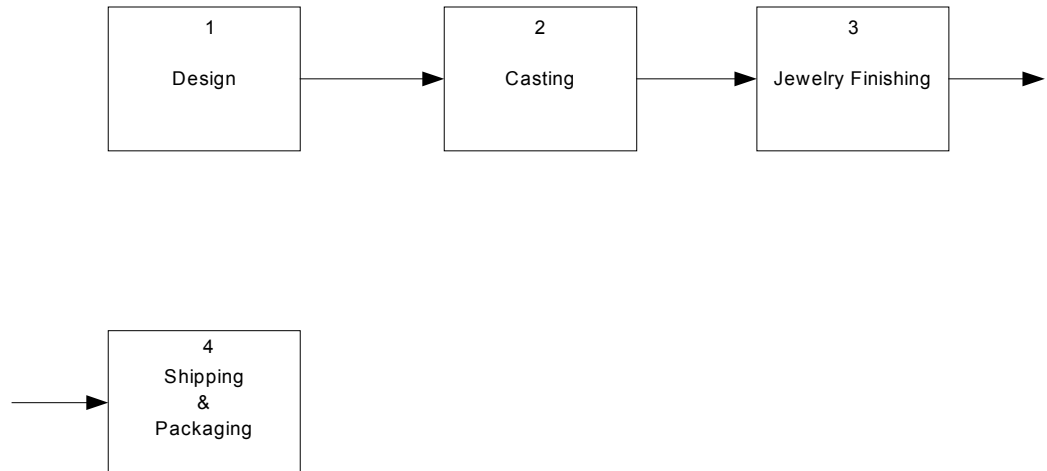 1
Design
2
Casting
3
Jewelry Finishing
4
Shipping
&
Packaging